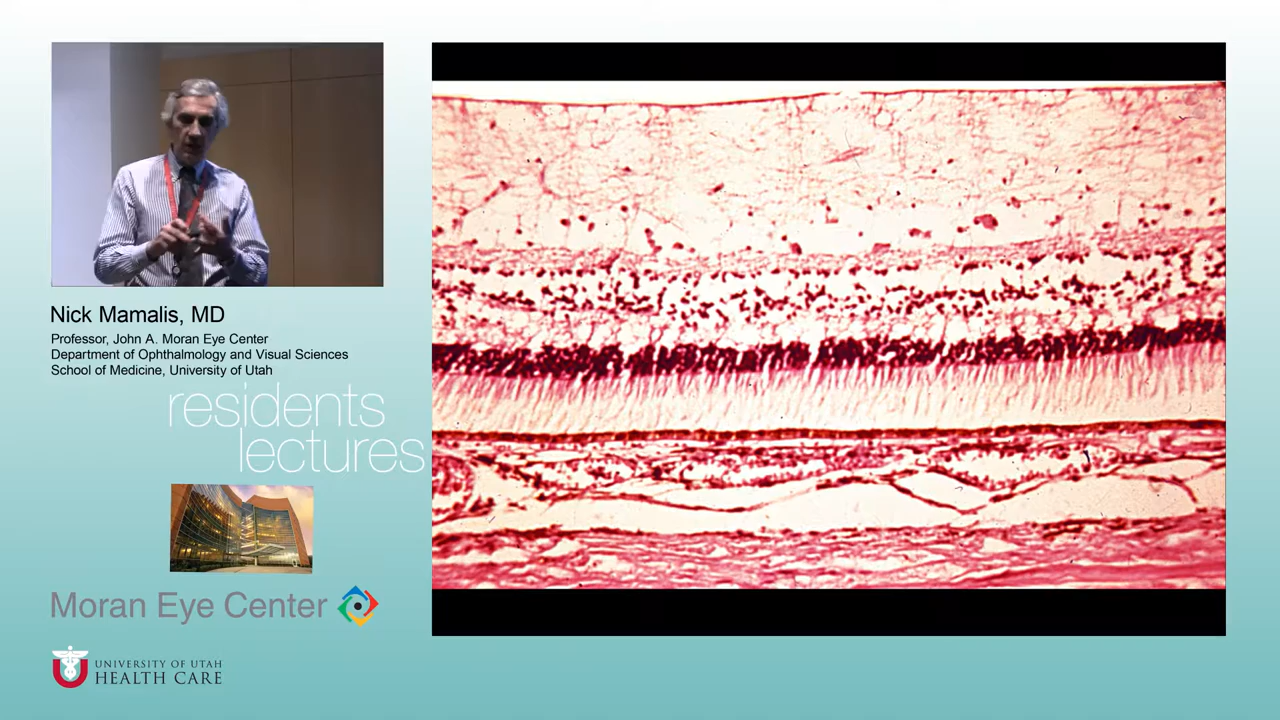 Nick Mamalis, MD
Professor, John A. Moran Eye Center
Department of Ophthalmology and Visual Sciences
School of Medicine, University of Utah
residents
lectures
Moran Eye Center
UNIVERSITY OF UTAH
HEALTH CARE